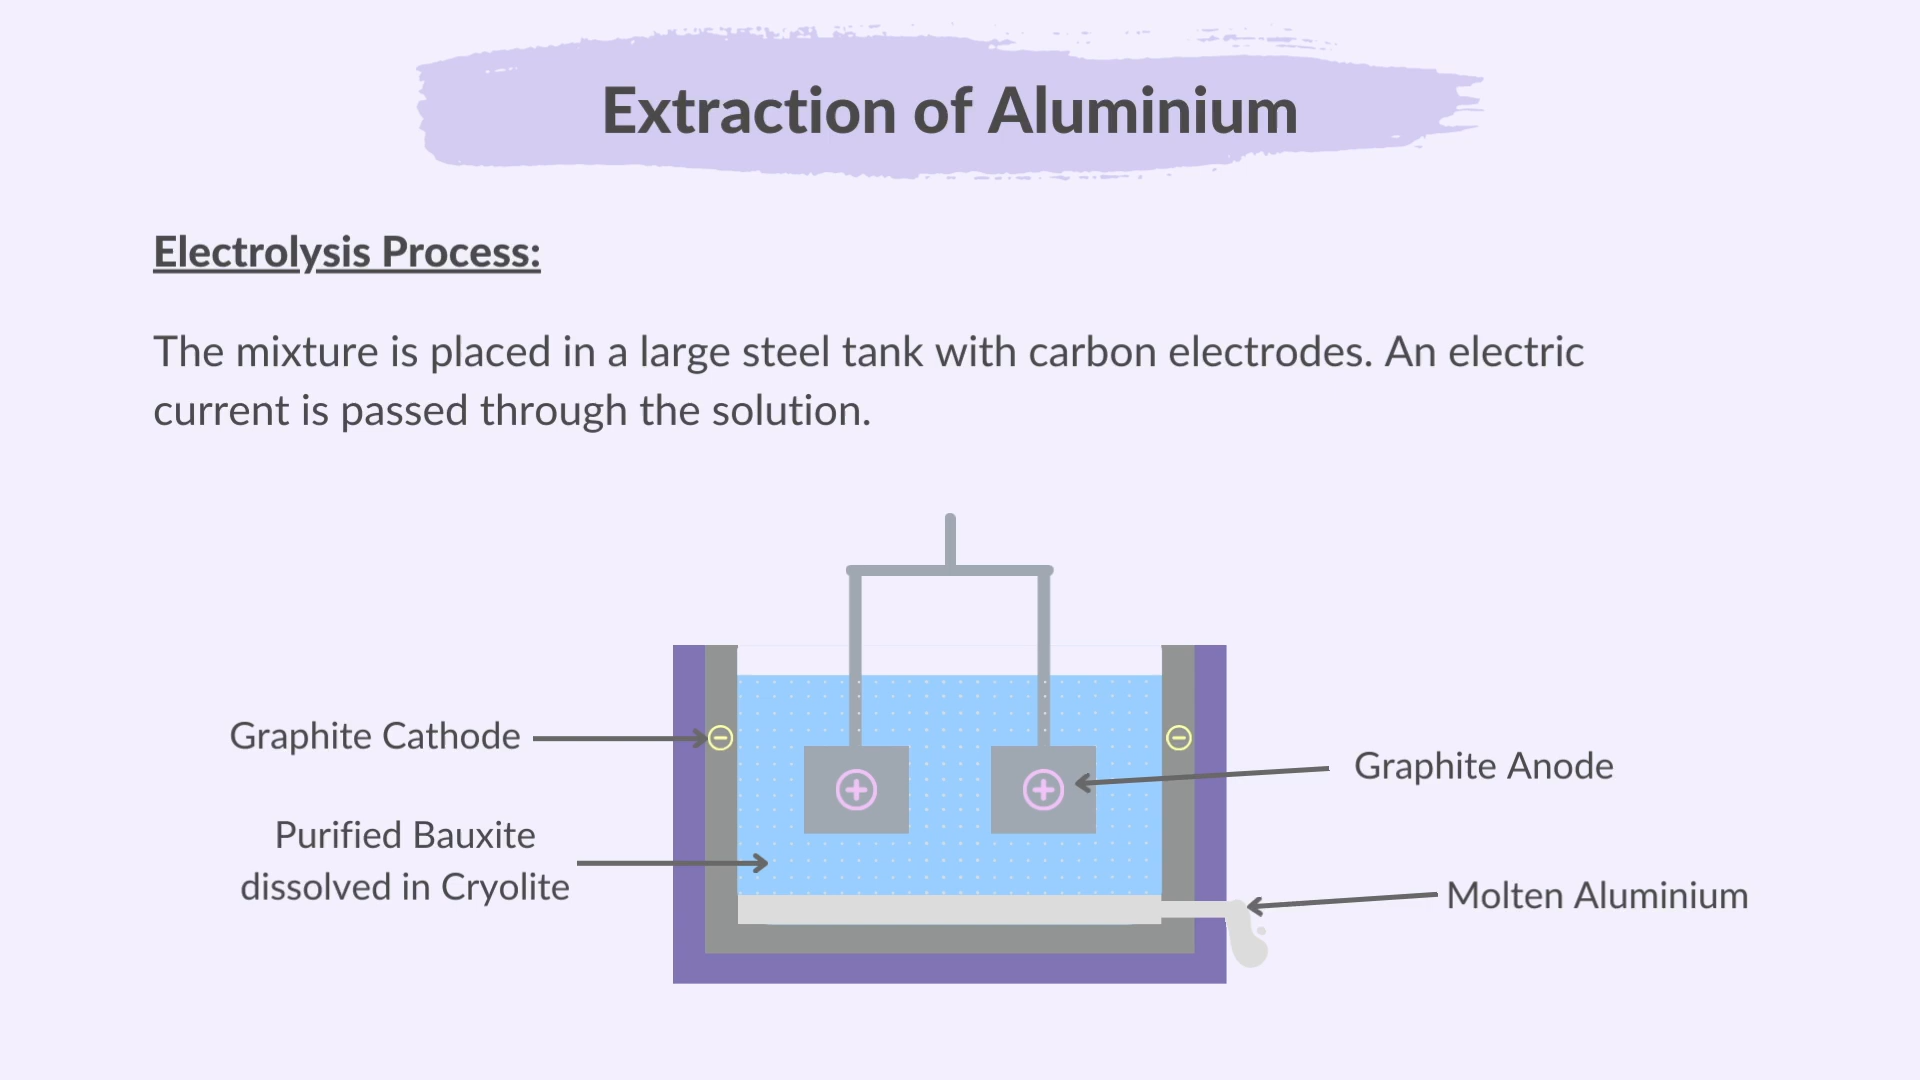 Extraction of Aluminium
Electrolysis Process:
The mixture is placed in a large steel tank with carbon electrodes. An electric
current is passed through the solution.
Graphite Cathode
Graphite Anode
Purified Bauxite
dissolved in Cryolite
Molten Aluminium